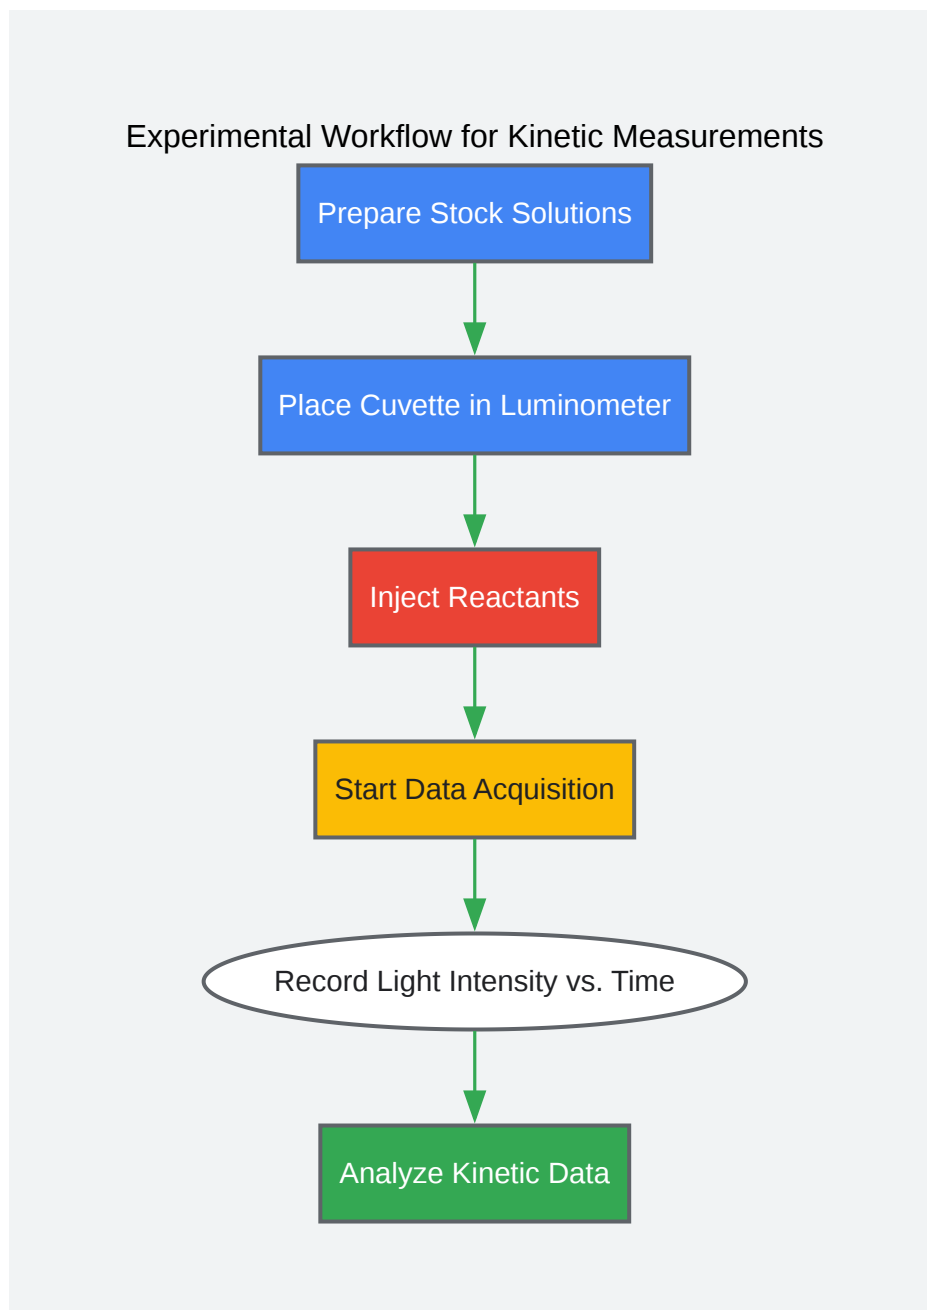 Experimental Workflow for Kinetic Measurements
Prepare Stock Solutions
Place Cuvette in Luminometer
Inject Reactants
Start Data Acquisition
Record Light Intensity vs. Time
Analyze Kinetic Data